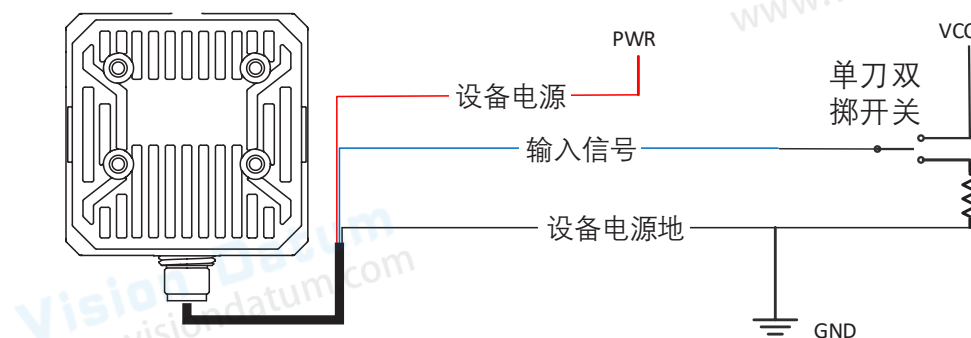 www.
PWR
VCC
单刀双
掷开关
设备电源
输入信号
设备电源地
Vision Datum
visiondatum.com
GND